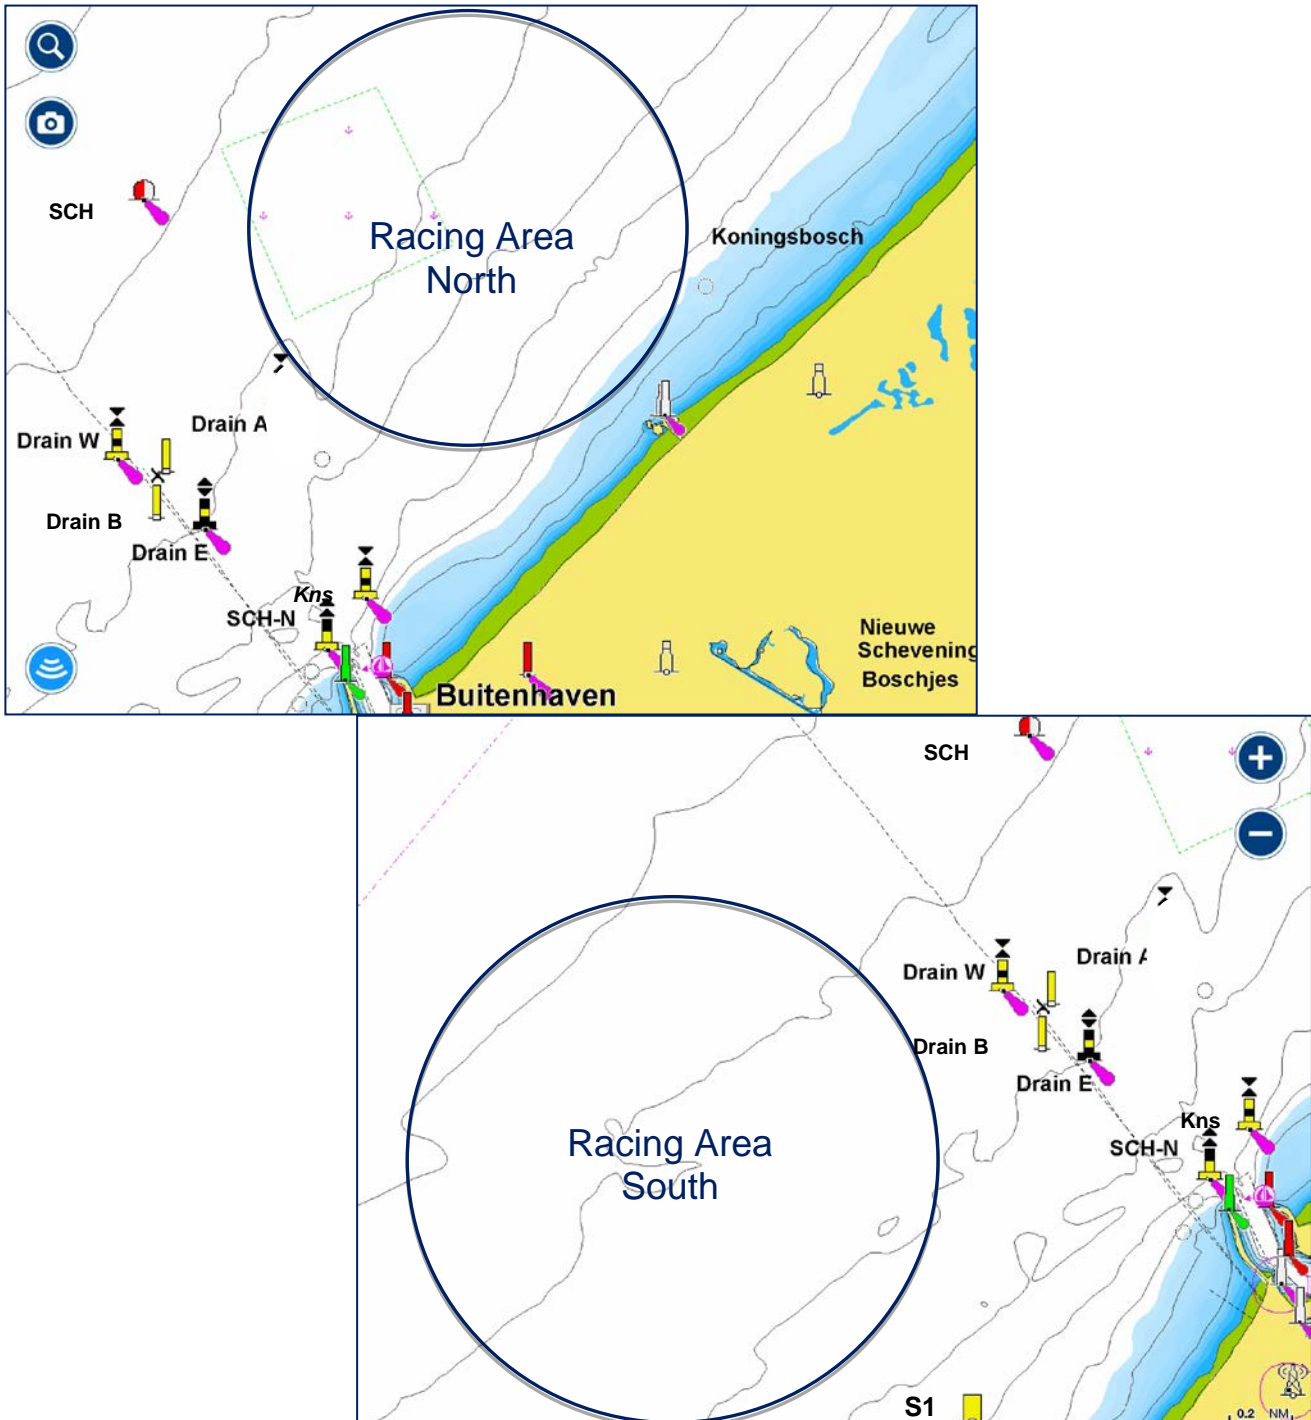 SCH
Racing Area
North
Koningsbosch
Drain W
Drain A
Drain B
Drain E
Kns
SCH-N
Nieuwe
Schevening
Boschjes
Buitenhaven
SCH
Drain W
Drain
Drain B
Drain E
Kns
SCH-N
Racing Area
South
S1
0.2 NM